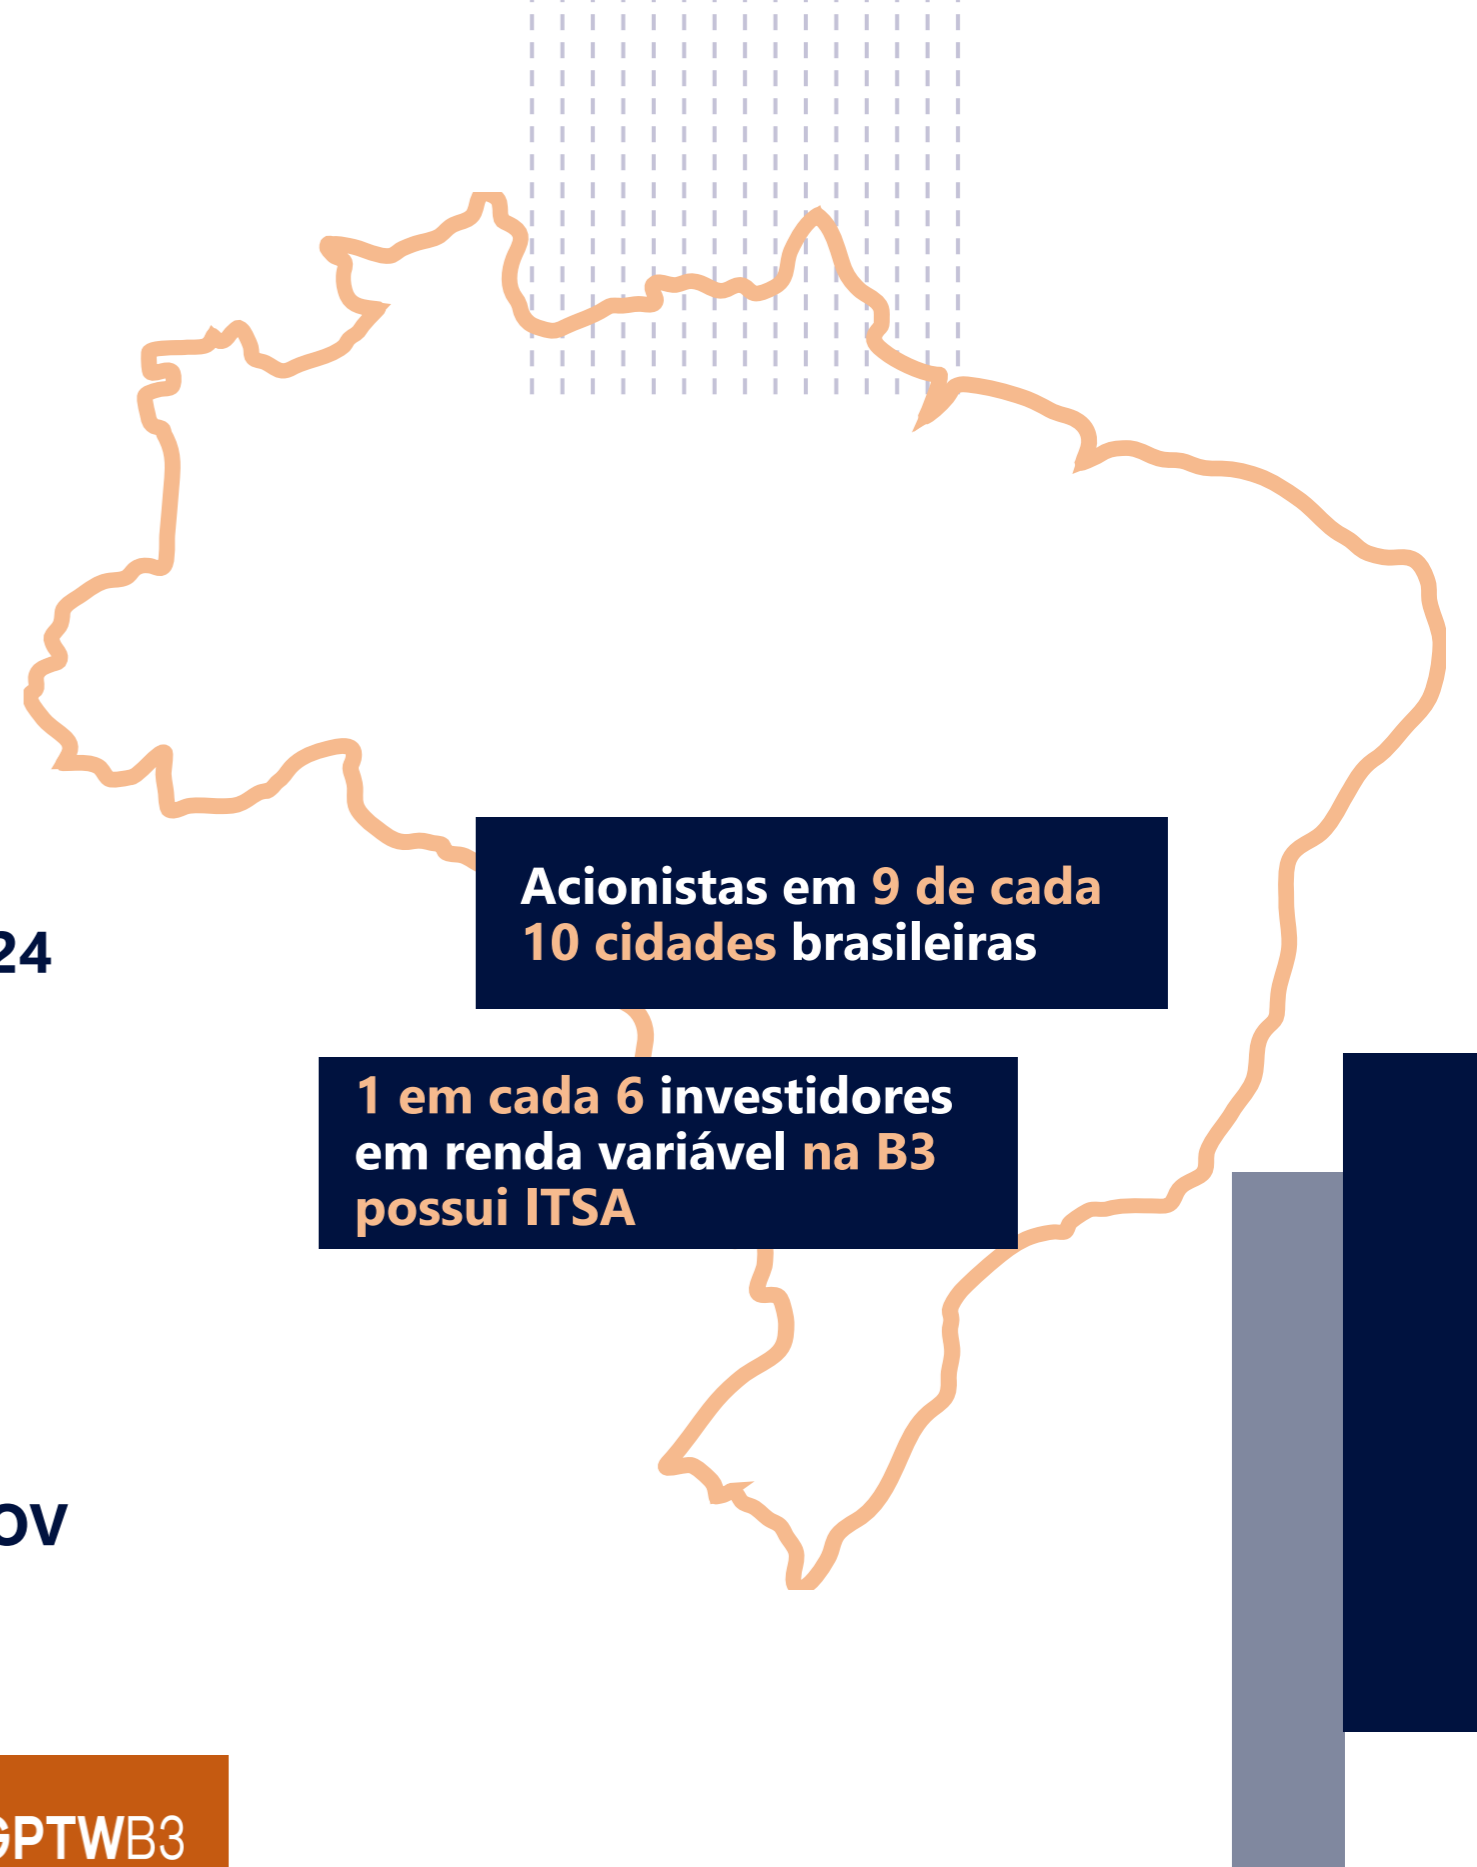 Acionistas em 9 de cada
10 cidades brasileiras
24
1 em cada 6 investidores
em renda variável na B3
possui ITSA
OV
GPTWB3